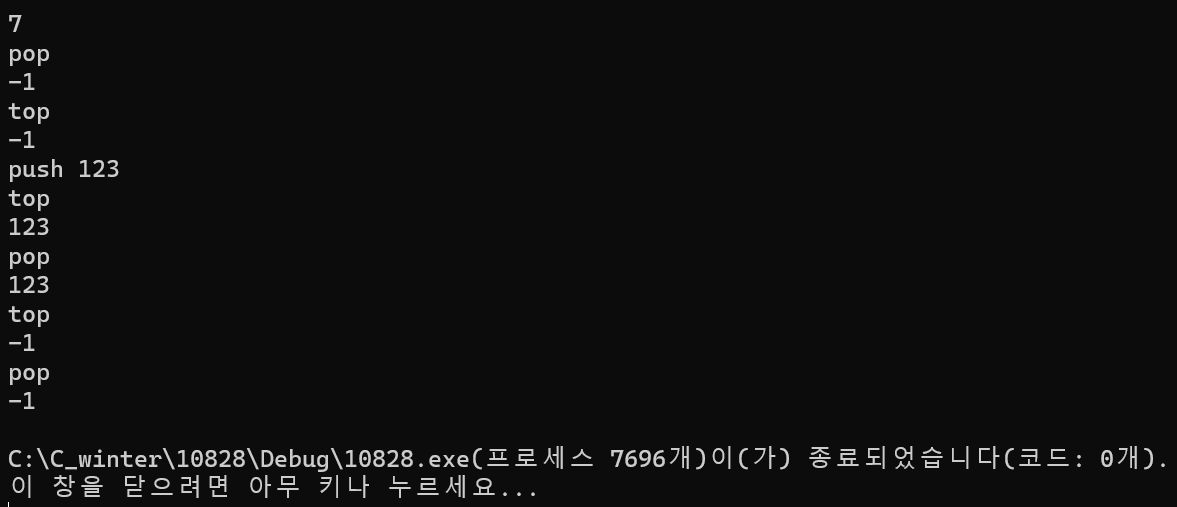 7
pop
-1
top
-1
push 123
top
123
pop
123
top
-1
pop
-1
C:\C_winter\10828\Debug\10828.exe(프로세스 7696개)이(가) 종료되었습니다(코드: 0개).
이 창을 닫으려면 아무 키나 누르세요...